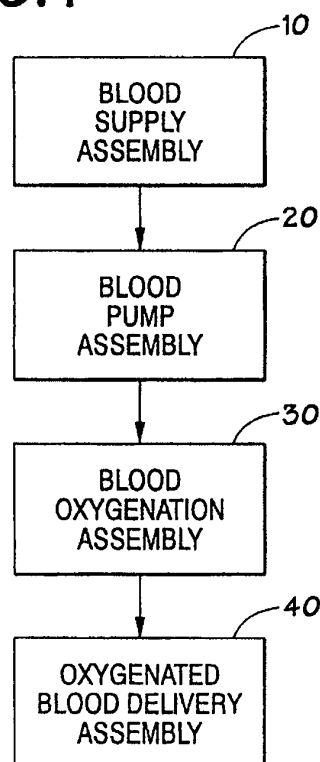 10
BLOOD
SUPPLY
ASSEMBLY
20
BLOOD
PUMP
ASSEMBLY
30
BLOOD
OXYGENATION
ASSEMBLY
40
OXYGENATED
BLOOD DELIVERY
ASSEMBLY